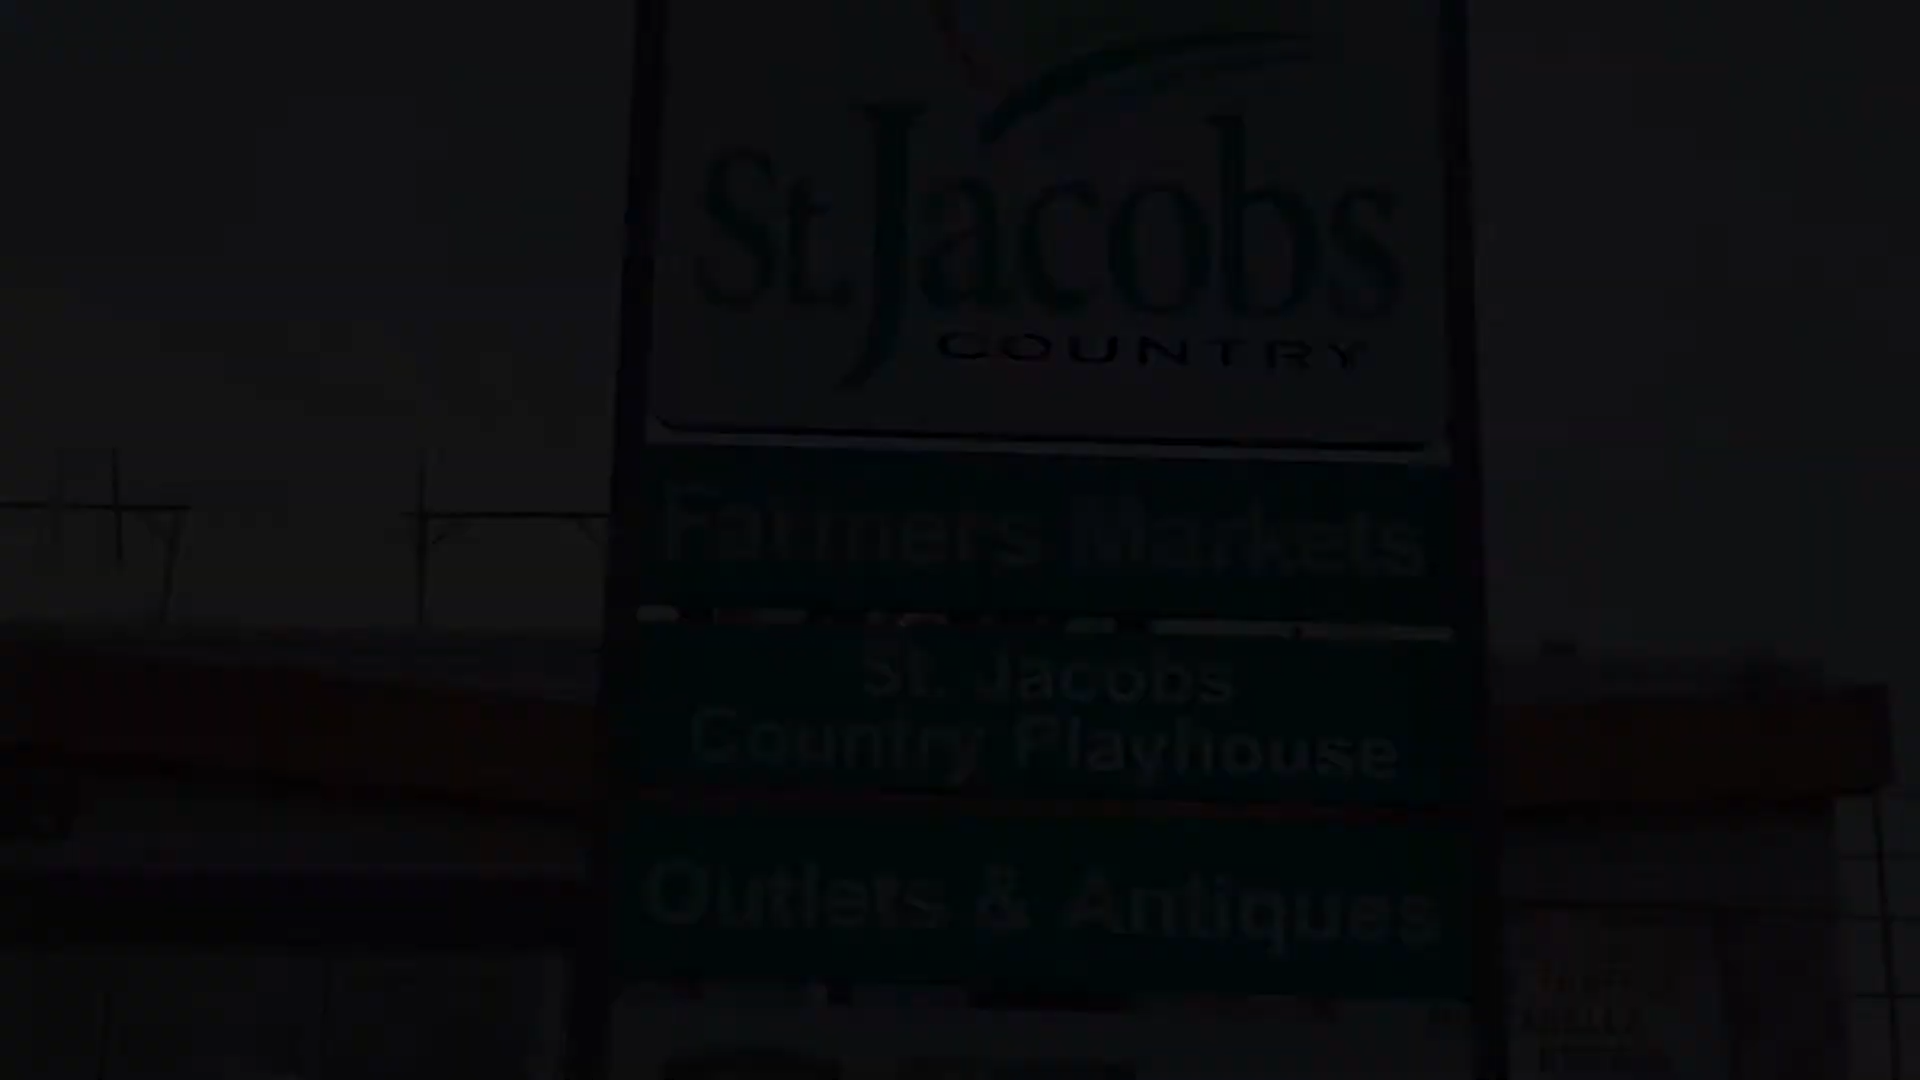 St. Jacobs
COUNTRY
Farmers Markets
St. Jacobs
Country Playhouse
Outlets & Antiques